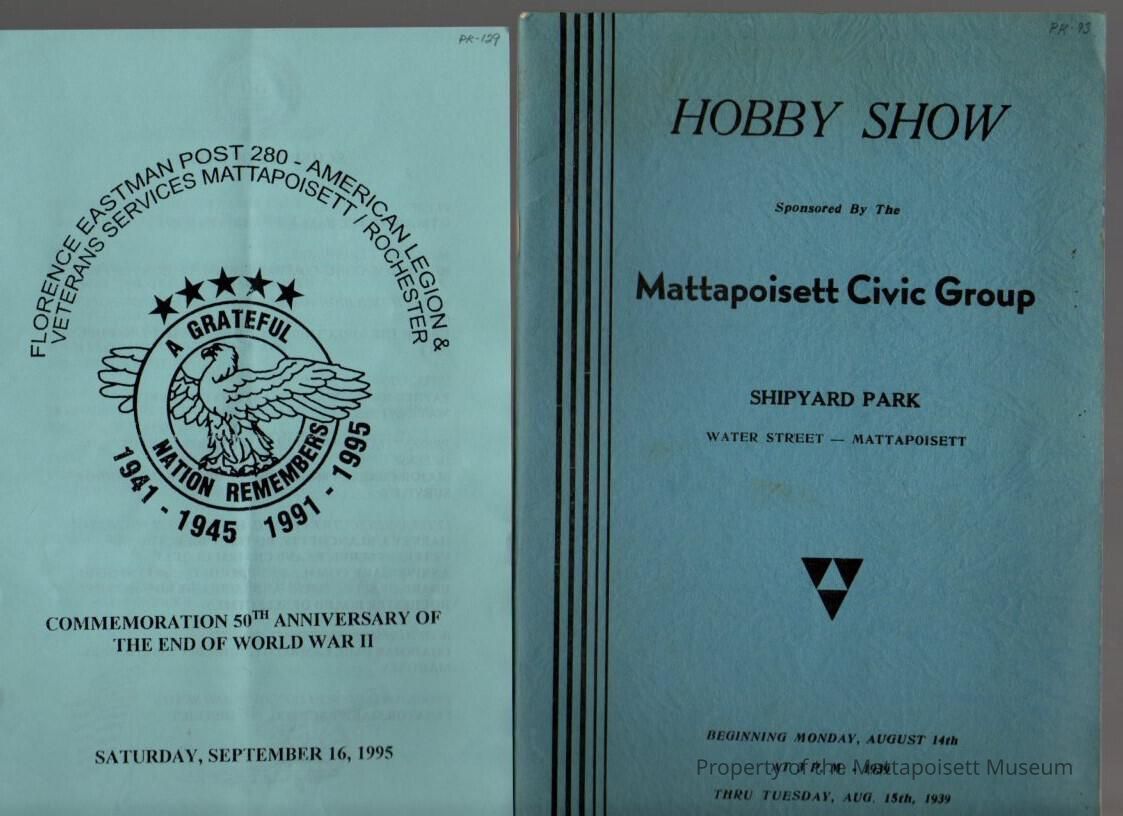 PK-129
FLORENCE EASTMAN POST 280 - AMERICAN LEGION &
VETERANS SERVICES MATTAPOISETT / ROCHESTER
A GRATEFUL
NATION REMEMBERS
1941 - 1945 1991 - 1995
COMMEMORATION 50TH ANNIVERSARY OF
THE END OF WORLD WAR II
SATURDAY, SEPTEMBER 16, 1995
PK-93
HOBBY SHOW
Sponsored By The
Mattapoisett Civic Group
SHIPYARD PARK
WATER STREET — MATTAPOISETT
BEGINNING MONDAY, AUGUST 14th
Property of the Mattapoisett Museum
THRU TUESDAY, AUG. 15th, 1939